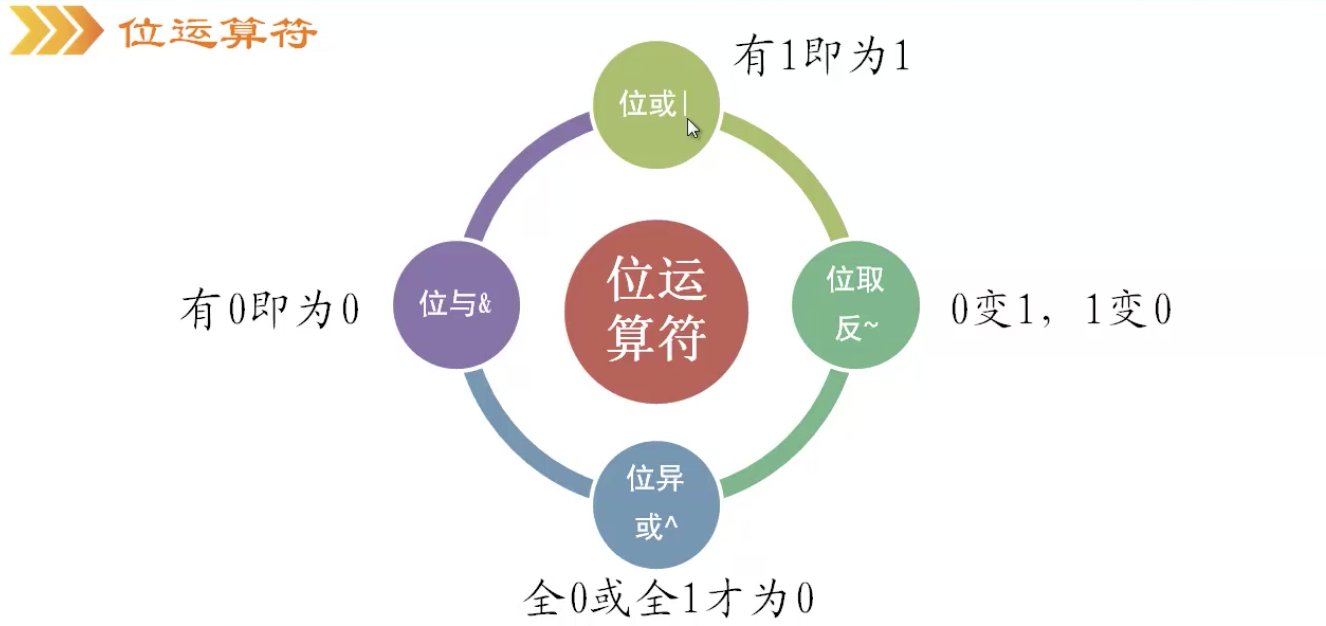 位运算符
有1即为1
位或|
位与&
有0即为0
位运
算符
位取
反~
0变1，1变0
位异
或^
全0或全1才为0